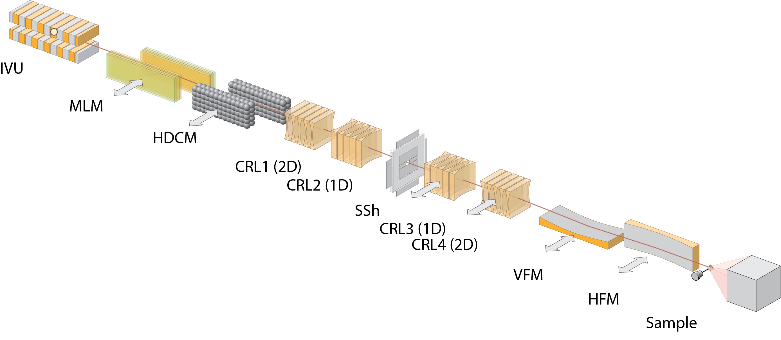 IVU
MLM
HDCM
CRL1 (2D)
CRL2 (1D)
SSh
CRL3 (1D)
CRL4 (2D)
VFM
HFM
Sample